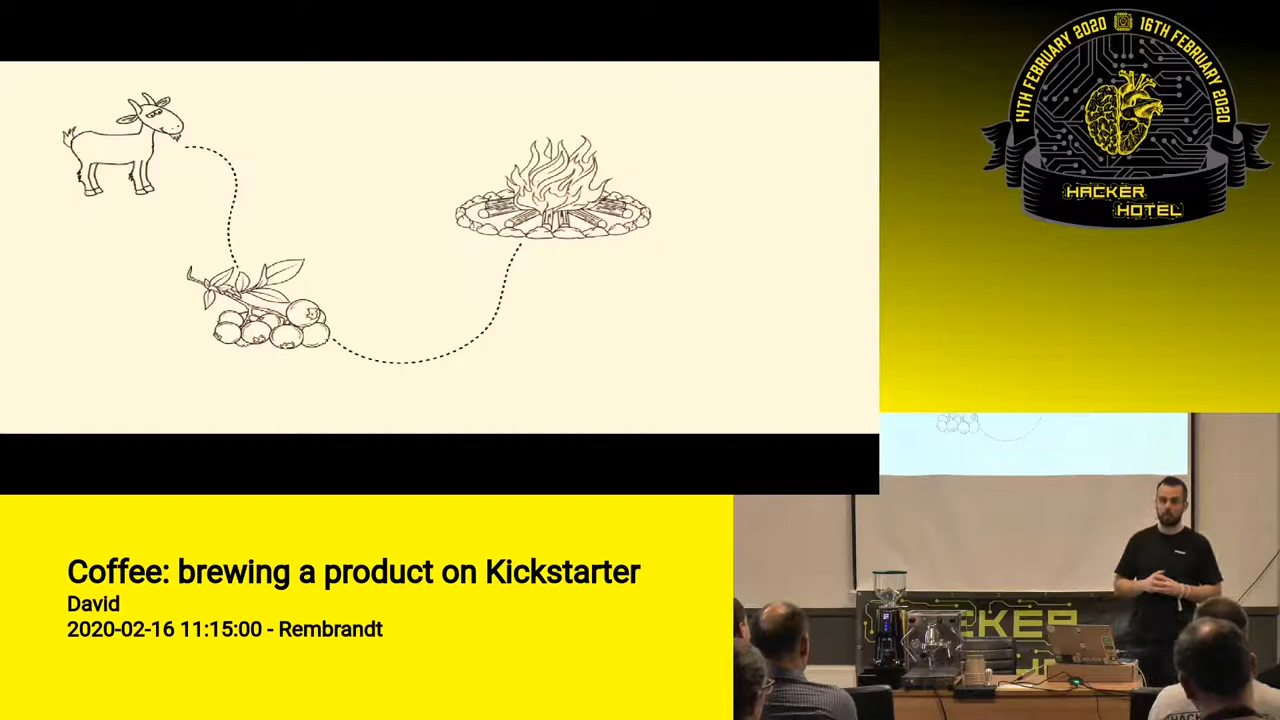 14TH FEBRUARY 2020 16TH FEBRUARY 2020
HACKER
HOTEL
Coffee: brewing a product on Kickstarter
David
2020-02-16 11:15:00 - Rembrandt